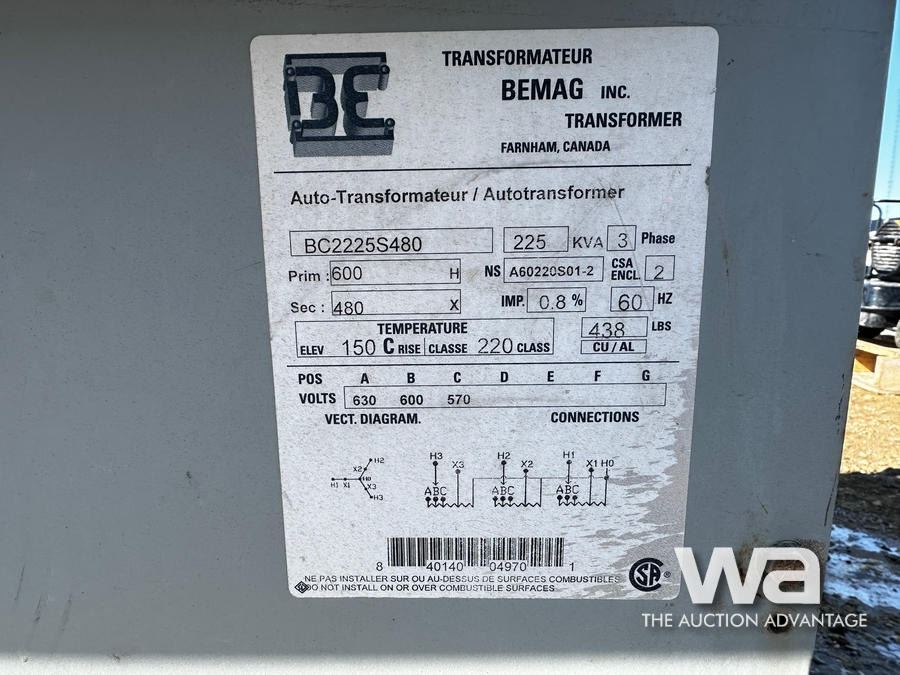 BE
TRANSFORMATEUR
BEMAG INC.
TRANSFORMER
FARNHAM, CANADA
Auto-Transformateur / Autotransformer
BC2225S480 225 KVA 3 Phase
Prim : 600 H NS A60220S01-2 CSA ENCL. 2
Sec : 480 X IMP. 0.8 % 60 HZ
TEMPERATURE 438 LBS
ELEV 150 C RISE CLASSE 220 CLASS CU / AL
POS A B C D E F G
VOLTS 630 600 570
VECT. DIAGRAM. CONNECTIONS
H2 X2 H1 X1 H0 X3 H3
H3 X3 H2 X2 H1 X1 H0
ABC ABC ABC
8 40140 04970 1
NE PAS INSTALLER SUR OU AU-DESSUS DE SURFACES COMBUSTIBLES
DO NOT INSTALL ON OR OVER COMBUSTIBLE SURFACES
SA ®
wa
THE AUCTION ADVANTAGE